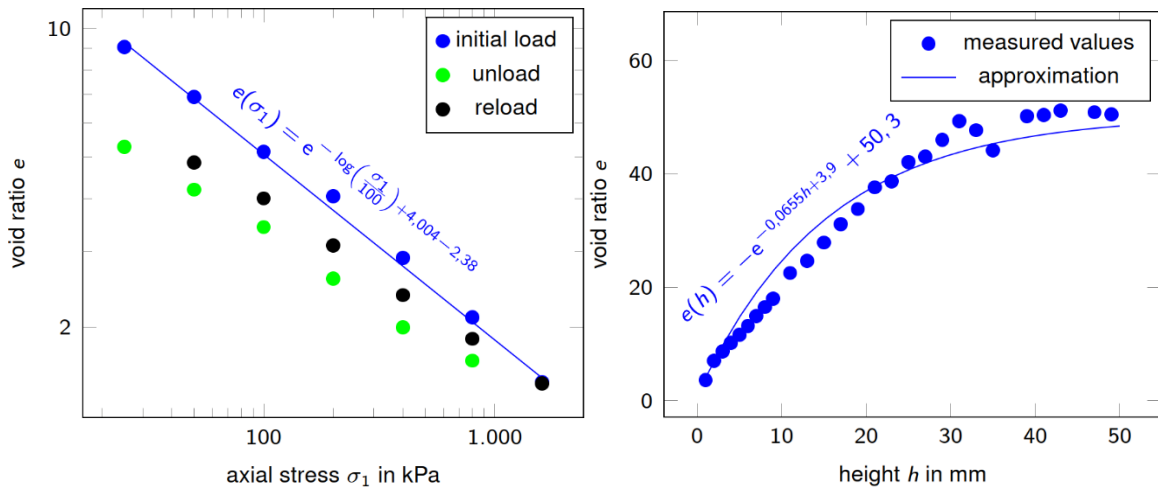 10
2
void ratio e
100
1.000
axial stress σ₁ in kPa
initial load
unload
reload
e(σ₁) = e^{−log(σ₁/100)+4,004−2,38}
60
40
20
0
void ratio e
0
10
20
30
40
50
height h in mm
measured values
approximation
e(h) = −e^{−0,0655h+3,9} + 50, 3